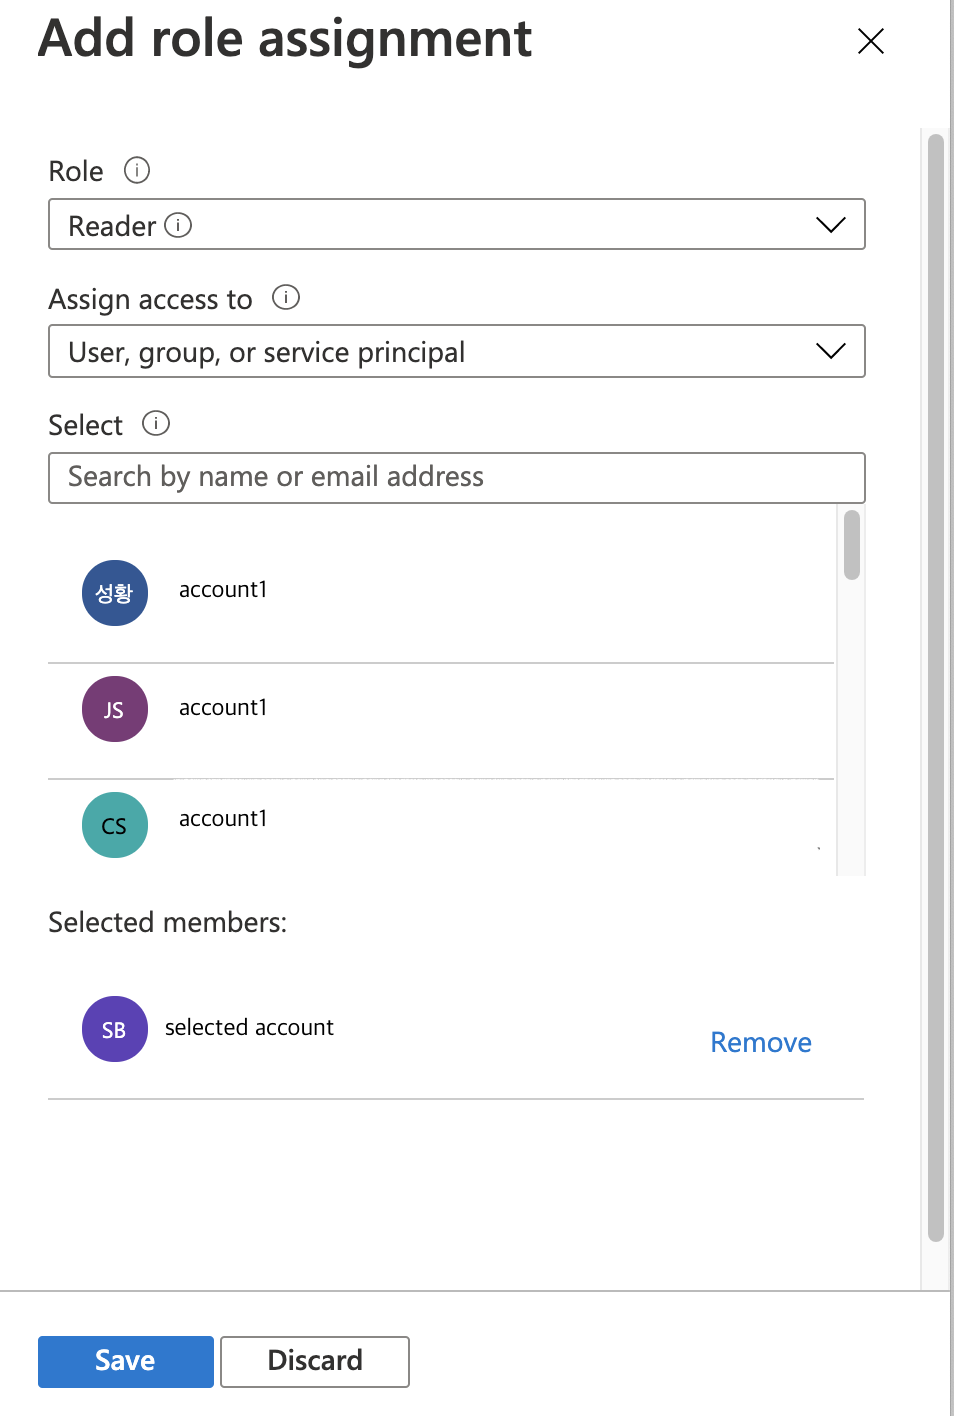 Add role assignment
Role
Reader
Assign access to
User, group, or service principal
Select
Search by name or email address
성황 account1
JS account1
CS account1
Selected members:
SB selected account
Remove
Save Discard